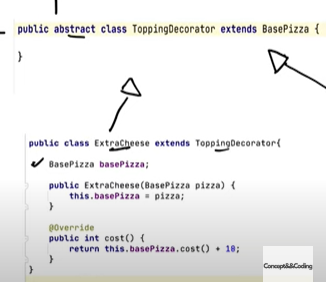 public abstract class ToppingDecorator extends BasePizza {
}
public class ExtraCheese extends ToppingDecorator{
BasePizza basePizza;
public ExtraCheese(BasePizza pizza) {
this.basePizza = pizza;
}
@Override
public int cost() {
return this.basePizza.cost() + 10;
}
}
Concept&&Coding